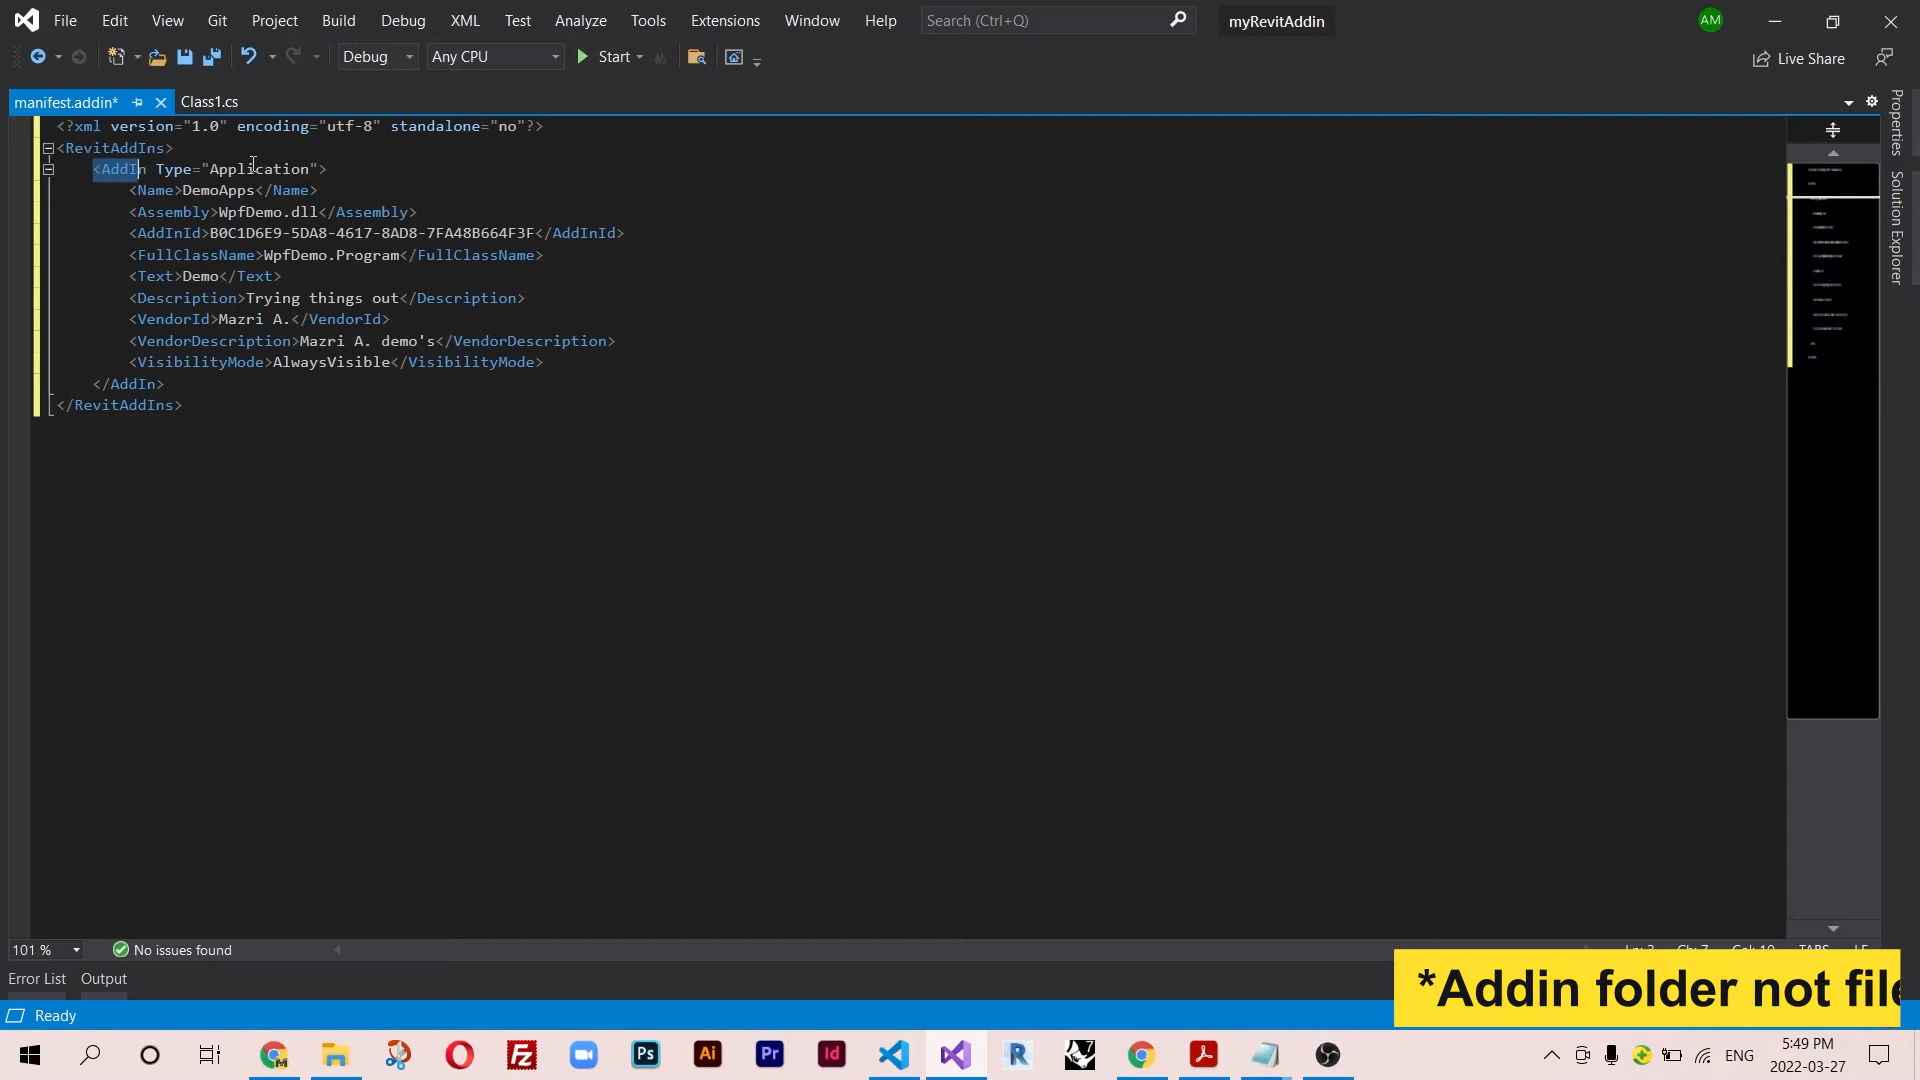 File Edit View Git Project Build Debug XML Test Analyze Tools Extensions Window Help Search (Ctrl+Q) myRevitAddin AM
Debug Any CPU Start Live Share
manifest.addin* Class1.cs
<?xml version="1.0" encoding="utf-8" standalone="no"?>
<RevitAddIns>
<AddIn Type="Application">
<Name>DemoApps</Name>
<Assembly>WpfDemo.dll</Assembly>
<AddInId>B0C1D6E9-5DA8-4617-8AD8-7FA48B664F3F</AddInId>
<FullClassName>WpfDemo.Program</FullClassName>
<Text>Demo</Text>
<Description>Trying things out</Description>
<VendorId>Mazri A.</VendorId>
<VendorDescription>Mazri A. demo's</VendorDescription>
<VisibilityMode>AlwaysVisible</VisibilityMode>
</AddIn>
</RevitAddIns>
Properties
Solution Explorer
101 % No issues found
Error List Output
*Addin folder not file
Ready
Ps Ai Pr Id R ENG
5:49 PM
2022-03-27